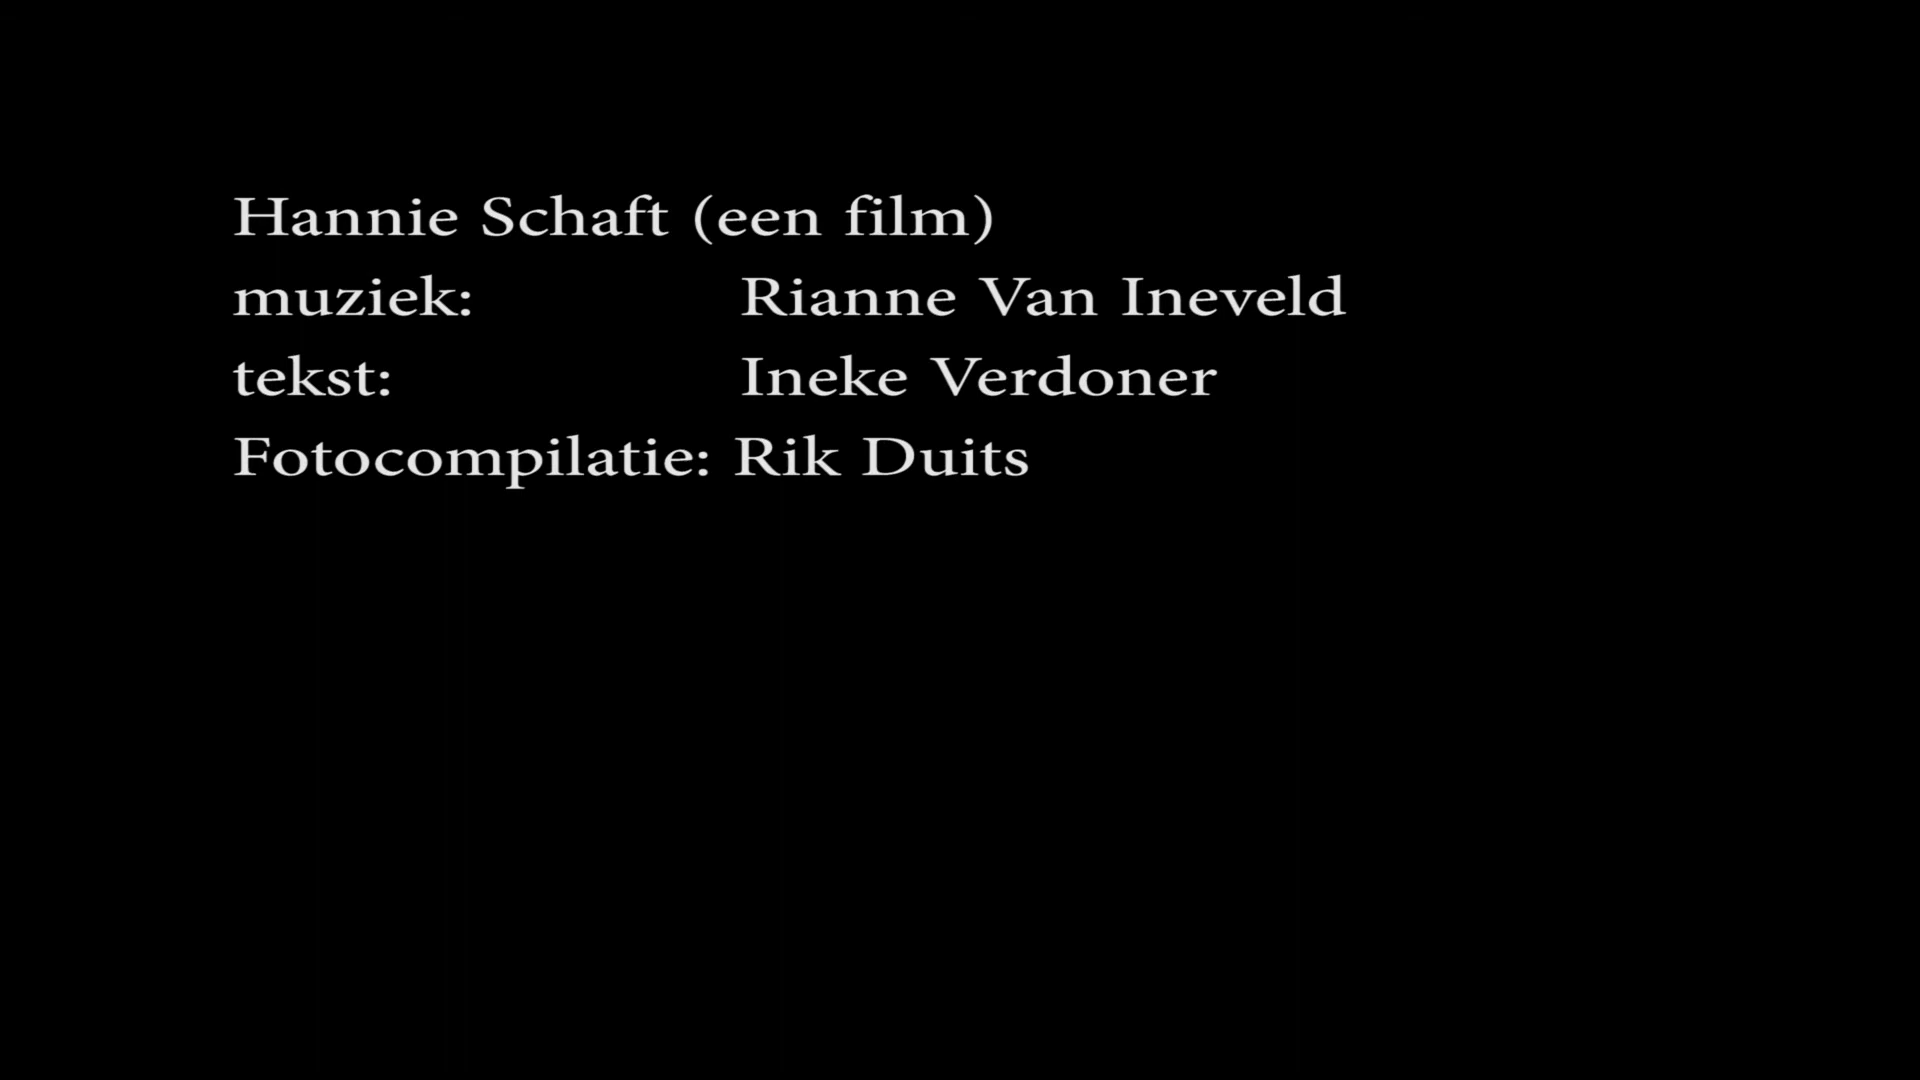 Hannie Schaft (een film)
muziek: Rianne Van Ineveld
tekst: Ineke Verdoner
Fotocompilatie: Rik Duits